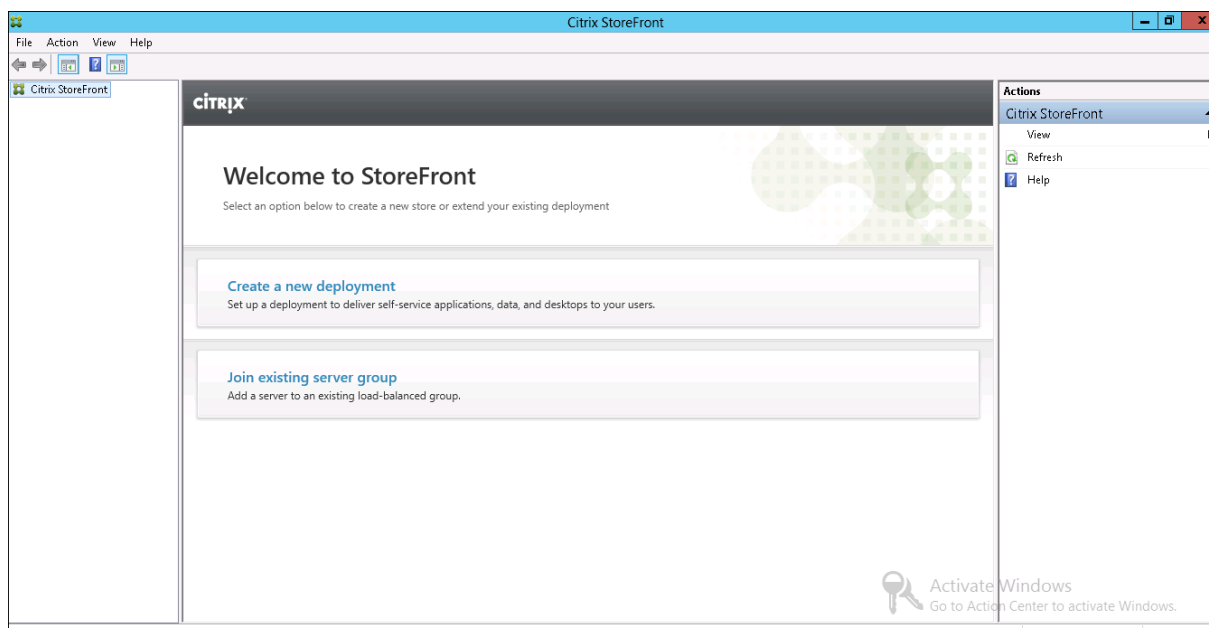 Citrix StoreFront
File Action View Help
Citrix StoreFront
CİTRIX
Welcome to StoreFront
Select an option below to create a new store or extend your existing deployment
Create a new deployment
Set up a deployment to deliver self-service applications, data, and desktops to your users.
Join existing server group
Add a server to an existing load-balanced group.
Actions
Citrix StoreFront
View
Refresh
Help
Activate Windows
Go to Action Center to activate Windows.